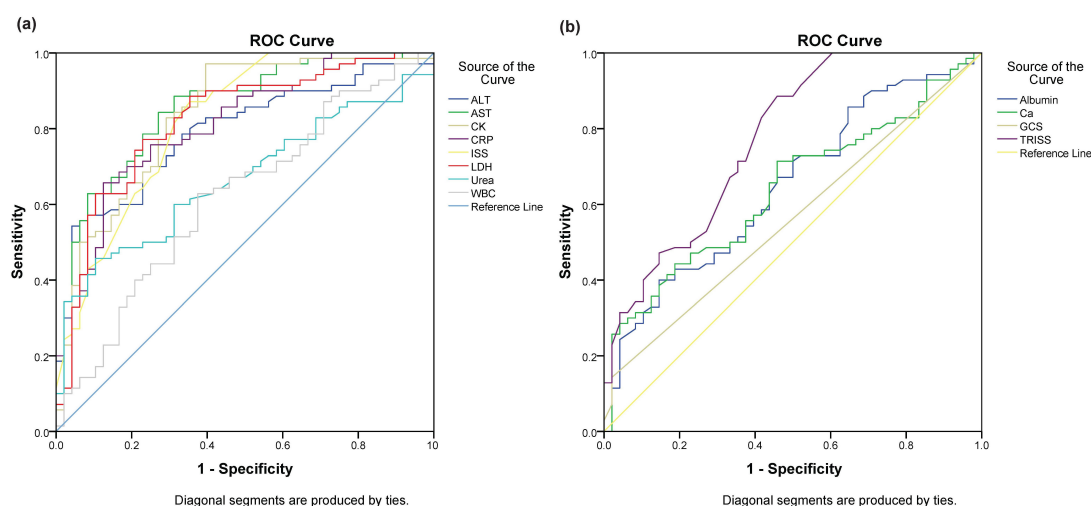 (a)
ROC Curve
Sensitivity
1.0
0.8
0.6
0.4
0.2
0.0
0.0 0.2 0.4 0.6 0.8 1.0
1 - Specificity
Source of the
Curve
ALT
AST
CK
CRP
ISS
LDH
Urea
WBC
Reference Line
Diagonal segments are produced by ties.
(b)
ROC Curve
Sensitivity
1.0
0.8
0.6
0.4
0.2
0.0
0.0 0.2 0.4 0.6 0.8 1.0
1 - Specificity
Source of the
Curve
Albumin
Ca
GCS
TRISS
Reference Line
Diagonal segments are produced by ties.